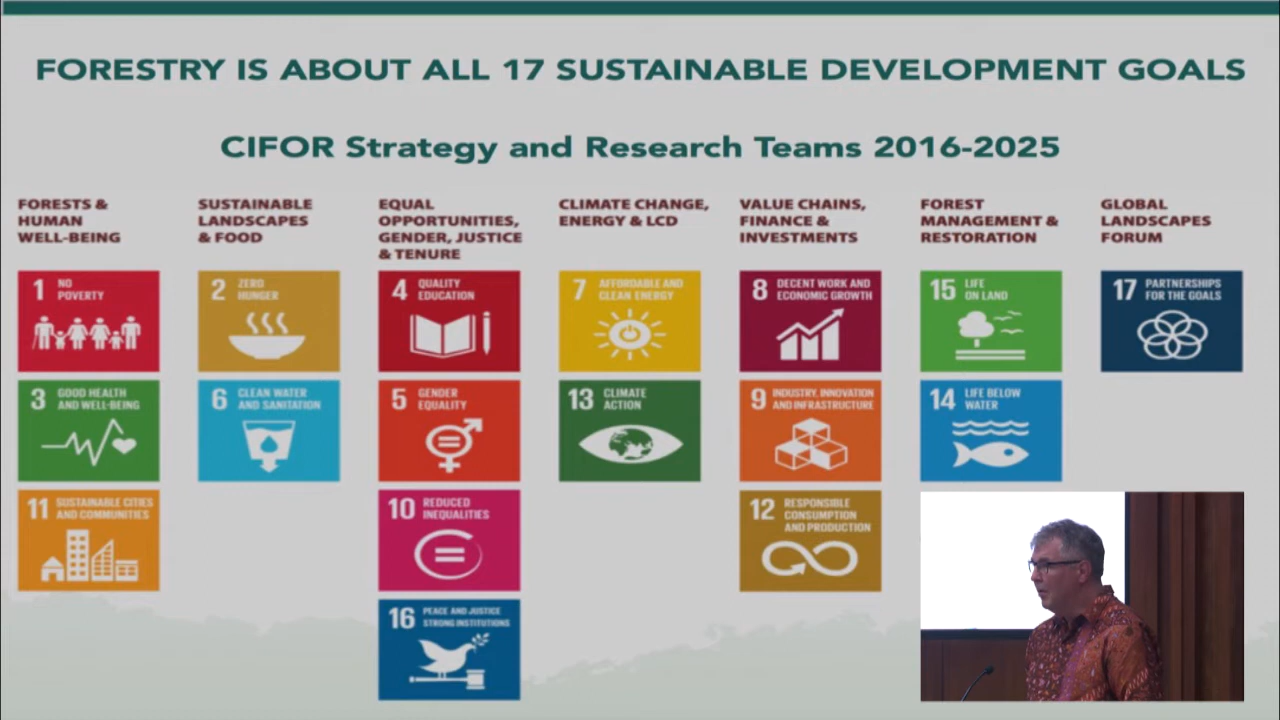 FORESTRY IS ABOUT ALL 17 SUSTAINABLE DEVELOPMENT GOALS
CIFOR Strategy and Research Teams 2016-2025
FORESTS &
HUMAN
WELL-BEING
1 NO
POVERTY
3 GOOD HEALTH
AND WELL-BEING
11 SUSTAINABLE CITIES
AND COMMUNITIES
SUSTAINABLE
LANDSCAPES
& FOOD
2 ZERO
HUNGER
6 CLEAN WATER
AND SANITATION
EQUAL
OPPORTUNITIES,
GENDER, JUSTICE
& TENURE
4 QUALITY
EDUCATION
5 GENDER
EQUALITY
10 REDUCED
INEQUALITIES
16 PEACE AND JUSTICE
STRONG INSTITUTIONS
CLIMATE CHANGE,
ENERGY & LCD
7 AFFORDABLE AND
CLEAN ENERGY
13 CLIMATE
ACTION
VALUE CHAINS,
FINANCE &
INVESTMENTS
8 DECENT WORK AND
ECONOMIC GROWTH
9 INDUSTRY, INNOVATION
AND INFRASTRUCTURE
12 RESPONSIBLE
CONSUMPTION
AND PRODUCTION
FOREST
MANAGEMENT &
RESTORATION
15 LIFE
ON LAND
14 LIFE BELOW
WATER
GLOBAL
LANDSCAPES
FORUM
17 PARTNERSHIPS
FOR THE GOALS